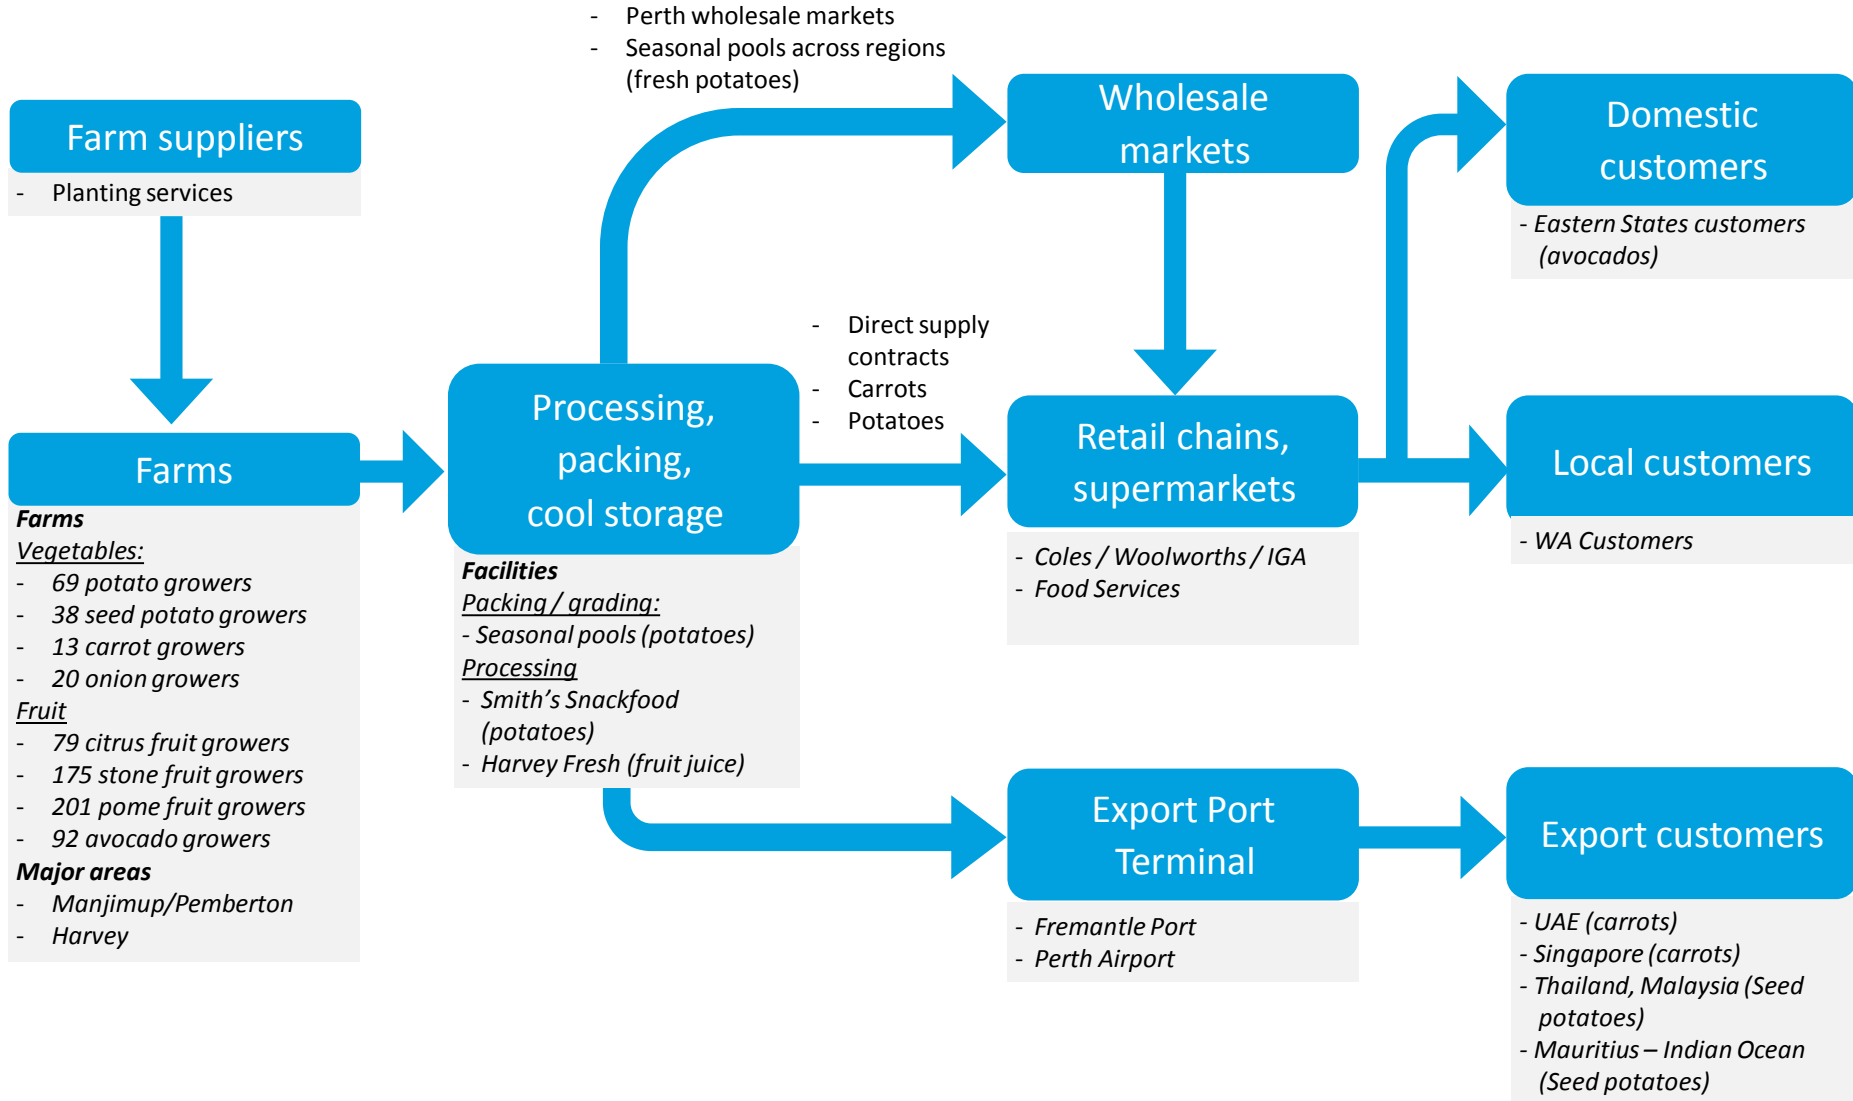 - Perth wholesale markets
- Seasonal pools across regions
(fresh potatoes)
Farm suppliers
- Planting services
Wholesale
markets
Domestic
customers
- Eastern States customers
(avocados)
- Direct supply
contracts
- Carrots
- Potatoes
Farms
Farms
Vegetables:
- 69 potato growers
- 38 seed potato growers
- 13 carrot growers
- 20 onion growers
Fruit
- 79 citrus fruit growers
- 175 stone fruit growers
- 201 pome fruit growers
- 92 avocado growers
Major areas
- Manjimup/Pemberton
- Harvey
Processing,
packing,
cool storage
Facilities
Packing / grading:
- Seasonal pools (potatoes)
Processing
- Smith's Snackfood
(potatoes)
- Harvey Fresh (fruit juice)
Retail chains,
supermarkets
- Coles / Woolworths / IGA
- Food Services
Local customers
- WA Customers
Export Port
Terminal
- Fremantle Port
- Perth Airport
Export customers
- UAE (carrots)
- Singapore (carrots)
- Thailand, Malaysia (Seed
potatoes)
- Mauritius – Indian Ocean
(Seed potatoes)